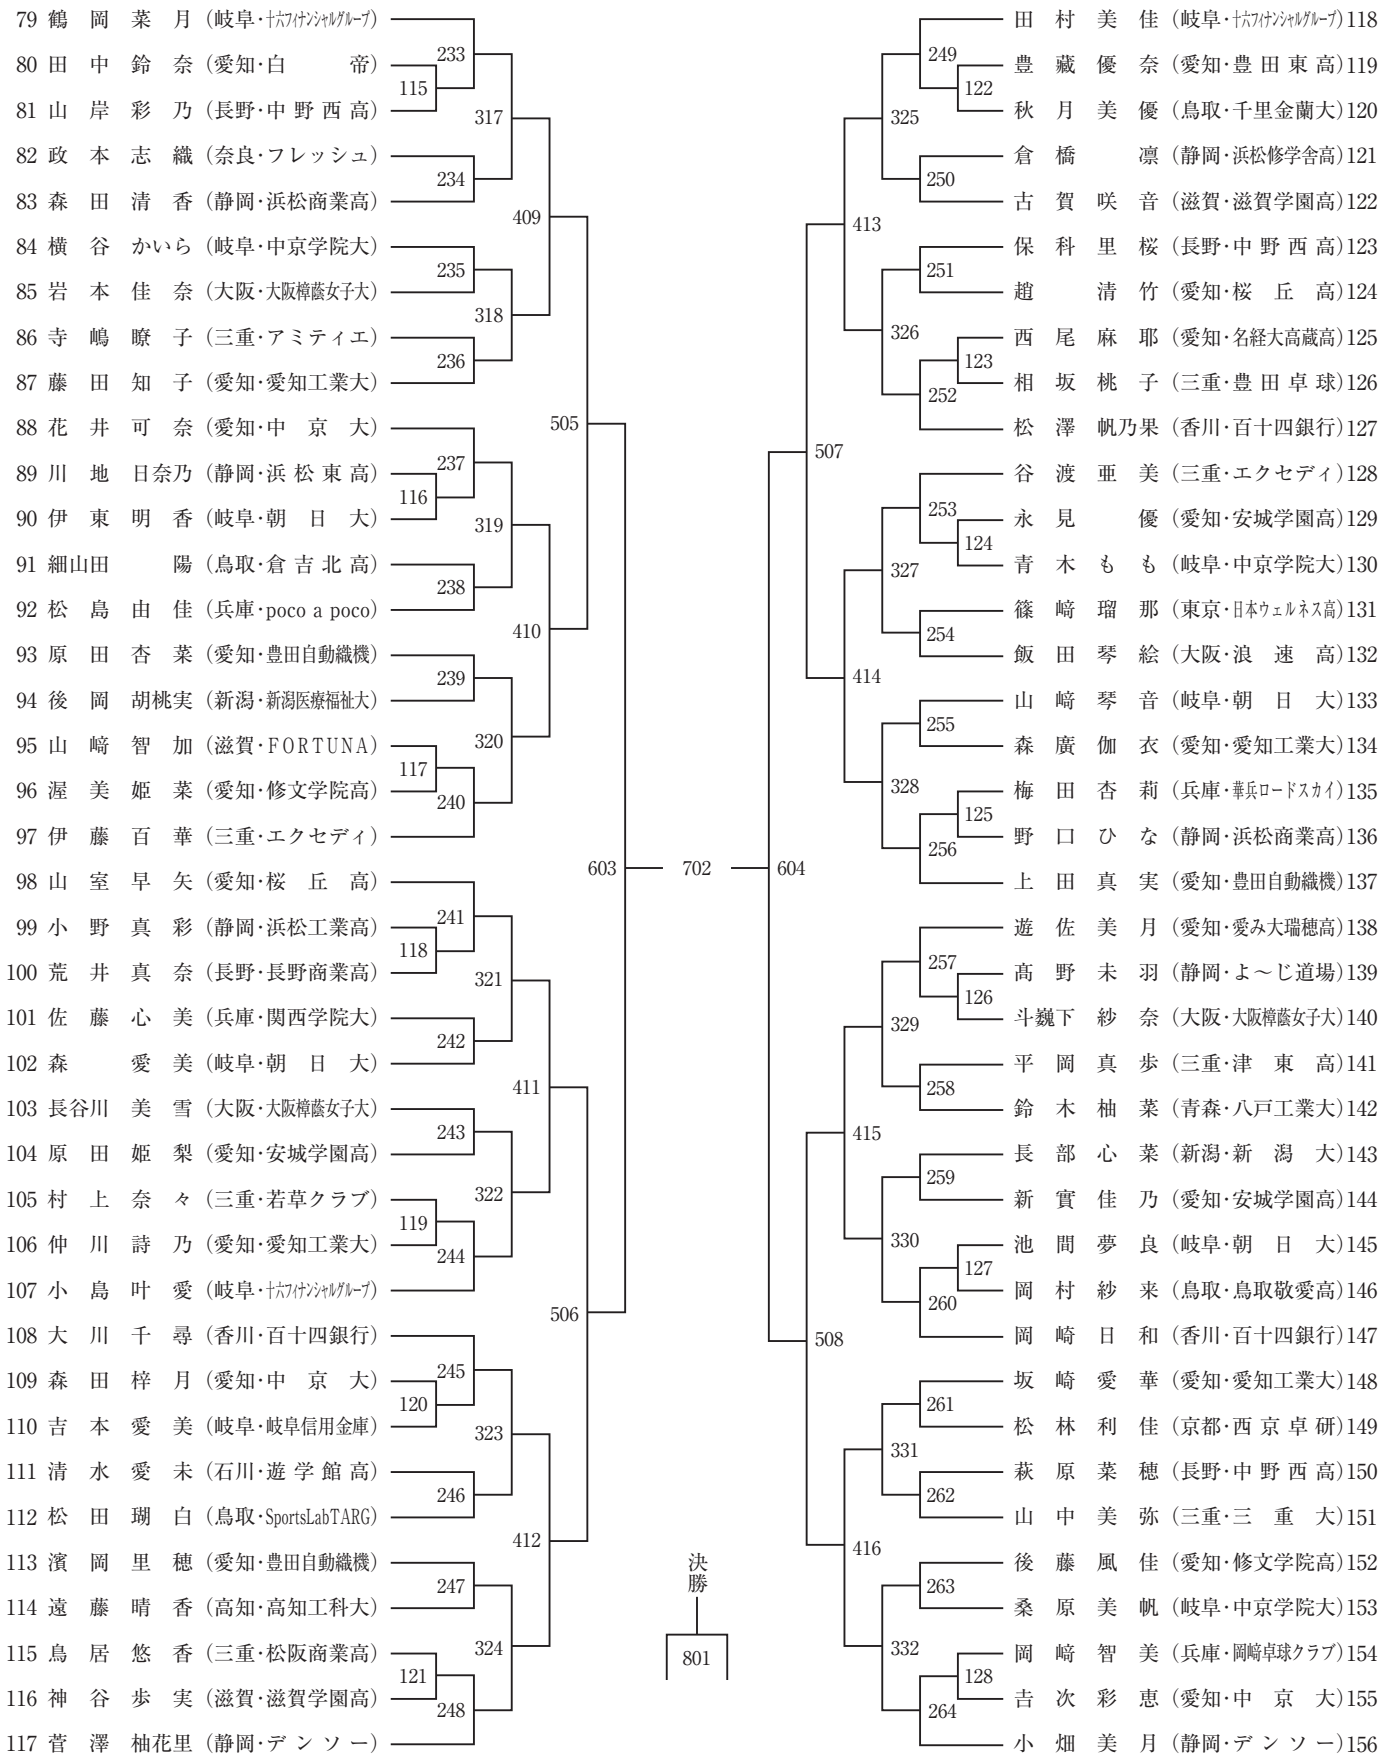 79 鶴岡菜月 (岐阜・十六フィナンシャルグループ)
80 田中鈴奈 (愛知・白帝)
81 山岸彩乃 (長野・中野西高)
82 政本志織 (奈良・フレッシュ)
83 森田清香 (静岡・浜松商業高)
84 横谷かいら (岐阜・中京学院大)
85 岩本佳奈 (大阪・大阪樟蔭女子大)
86 寺嶋瞭子 (三重・アミティエ)
87 藤田知子 (愛知・愛知工業大)
88 花井可奈 (愛知・中京大)
89 川地日奈乃 (静岡・浜松東高)
90 伊東明香 (岐阜・朝日大)
91 細山田陽 (鳥取・倉吉北高)
92 松島由佳 (兵庫・poco a poco)
93 原田杏菜 (愛知・豊田自動織機)
94 後岡胡桃実 (新潟・新潟医療福祉大)
95 山﨑智加 (滋賀・FORTUNA)
96 渥美姫菜 (愛知・修文学院高)
97 伊藤百華 (三重・エクセディ)
98 山室早矢 (愛知・桜丘高)
99 小野真彩 (静岡・浜松工業高)
100 荒井真奈 (長野・長野商業高)
101 佐藤心美 (兵庫・関西学院大)
102 森愛美 (岐阜・朝日大)
103 長谷川美雪 (大阪・大阪樟蔭女子大)
104 原田姫梨 (愛知・安城学園高)
105 村上奈々 (三重・若草クラブ)
106 仲川詩乃 (愛知・愛知工業大)
107 小島叶愛 (岐阜・十六フィナンシャルグループ)
108 大川千尋 (香川・百十四銀行)
109 森田梓月 (愛知・中京大)
110 吉本愛美 (岐阜・岐阜信用金庫)
111 清水愛未 (石川・遊学館高)
112 松田瑚白 (鳥取・SportsLabTARG)
113 濱岡里穂 (愛知・豊田自動織機)
114 遠藤晴香 (高知・高知工科大)
115 鳥居悠香 (三重・松阪商業高)
116 神谷歩実 (滋賀・滋賀学園高)
117 菅澤柚花里 (静岡・デンソー)
115
116
117
118
119
120
121
233
234
235
236
237
238
239
240
241
242
243
244
245
246
247
248
317
318
319
320
321
322
323
324
409
410
411
412
505
506
603
702
604
決勝
801
507
508
413
414
415
416
325
326
327
328
329
330
331
332
249
250
251
252
253
254
255
256
257
258
259
260
261
262
263
264
122
123
124
125
126
127
128
田村美佳 (岐阜・十六フィナンシャルグループ) 118
豊藏優奈 (愛知・豊田東高) 119
秋月美優 (鳥取・千里金蘭大) 120
倉橋凛 (静岡・浜松修学舎高) 121
古賀咲音 (滋賀・滋賀学園高) 122
保科里桜 (長野・中野西高) 123
趙清竹 (愛知・桜丘高) 124
西尾麻耶 (愛知・名経大高蔵高) 125
相坂桃子 (三重・豊田卓球) 126
松澤帆乃果 (香川・百十四銀行) 127
谷渡亜美 (三重・エクセディ) 128
永見優 (愛知・安城学園高) 129
青木もも (岐阜・中京学院大) 130
篠﨑瑠那 (東京・日本ウェルネス高) 131
飯田琴絵 (大阪・浪速高) 132
山﨑琴音 (岐阜・朝日大) 133
森廣伽衣 (愛知・愛知工業大) 134
梅田杏莉 (兵庫・華兵ロードスカイ) 135
野口ひな (静岡・浜松商業高) 136
上田真実 (愛知・豊田自動織機) 137
遊佐美月 (愛知・愛み大瑞穂高) 138
髙野未羽 (静岡・よ～じ道場) 139
斗巍下紗奈 (大阪・大阪樟蔭女子大) 140
平岡真歩 (三重・津東高) 141
鈴木柚菜 (青森・八戸工業大) 142
長部心菜 (新潟・新潟大) 143
新實佳乃 (愛知・安城学園高) 144
池間夢良 (岐阜・朝日大) 145
岡村紗来 (鳥取・鳥取敬愛高) 146
岡崎日和 (香川・百十四銀行) 147
坂崎愛華 (愛知・愛知工業大) 148
松林利佳 (京都・西京卓研) 149
萩原菜穂 (長野・中野西高) 150
山中美弥 (三重・三重大) 151
後藤風佳 (愛知・修文学院高) 152
桑原美帆 (岐阜・中京学院大) 153
岡﨑智美 (兵庫・岡﨑卓球クラブ) 154
𠮷次彩恵 (愛知・中京大) 155
小畑美月 (静岡・デンソー) 156